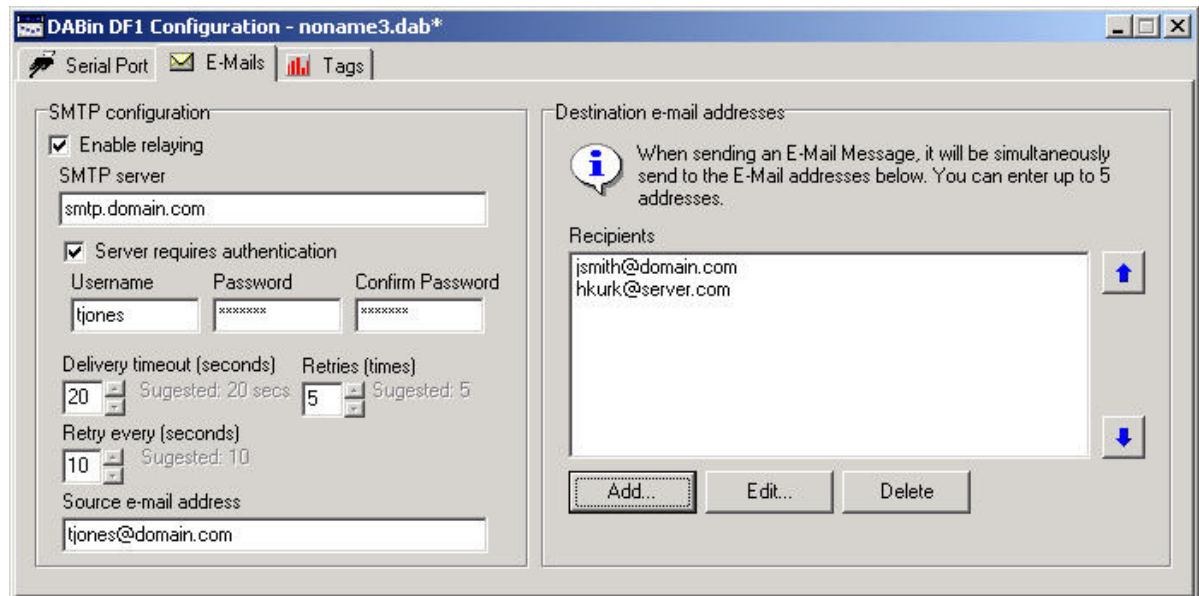 DABin DF1 Configuration - noname3.dab*
Serial Port E-Mails Tags
SMTP configuration
Enable relaying
SMTP server
smtp.domain.com
Server requires authentication
Username Password Confirm Password
tjones ******* *******
Delivery timeout (seconds) Retries (times)
20 Sugested: 20 secs 5 Sugested: 5
Retry every (seconds)
10 Sugested: 10
Source e-mail address
tjones@domain.com
Destination e-mail addresses
When sending an E-Mail Message, it will be simultaneously
send to the E-Mail addresses below. You can enter up to 5
addresses.
Recipients
jsmith@domain.com
hkurk@server.com
Add... Edit... Delete